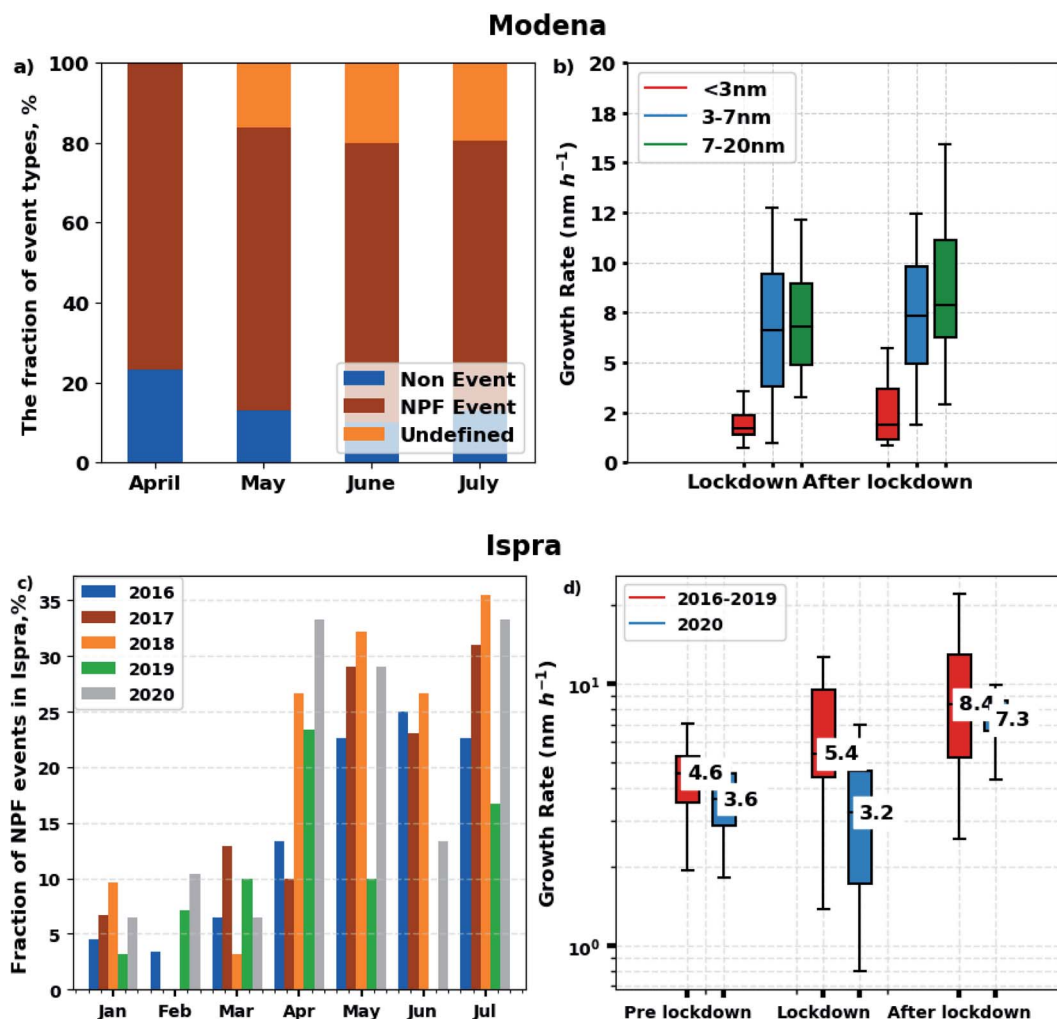 Modena
a)
The fraction of event types, %
100
80
60
40
20
0
Non Event
NPF Event
Undefined
April May June July
b)
Growth Rate (nm h⁻¹)
20
18
15
12
10
8
5
2
0
<3nm
3-7nm
7-20nm
Lockdown After lockdown
Ispra
c)
Fraction of NPF events in Ispra,%
35
30
25
20
15
10
5
0
2016
2017
2018
2019
2020
Jan Feb Mar Apr May Jun Jul
d)
Growth Rate (nm h⁻¹)
10¹
10⁰
2016-2019
2020
4.6
3.6
5.4
3.2
8.4
7.3
Pre lockdown Lockdown After lockdown